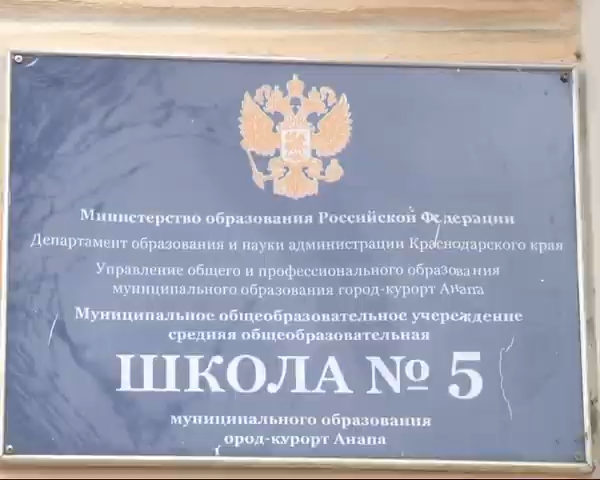 Министерство образования Российской Федерации
Департамент образования и науки администрации Краснодарского края
Управление общего и профессионального образования
муниципального образования город-курорт Анапа
Муниципальное общеобразовательное учереждение
средняя общеобразовательная
ШКОЛА № 5
муниципального образования
ород-курорт Анапа